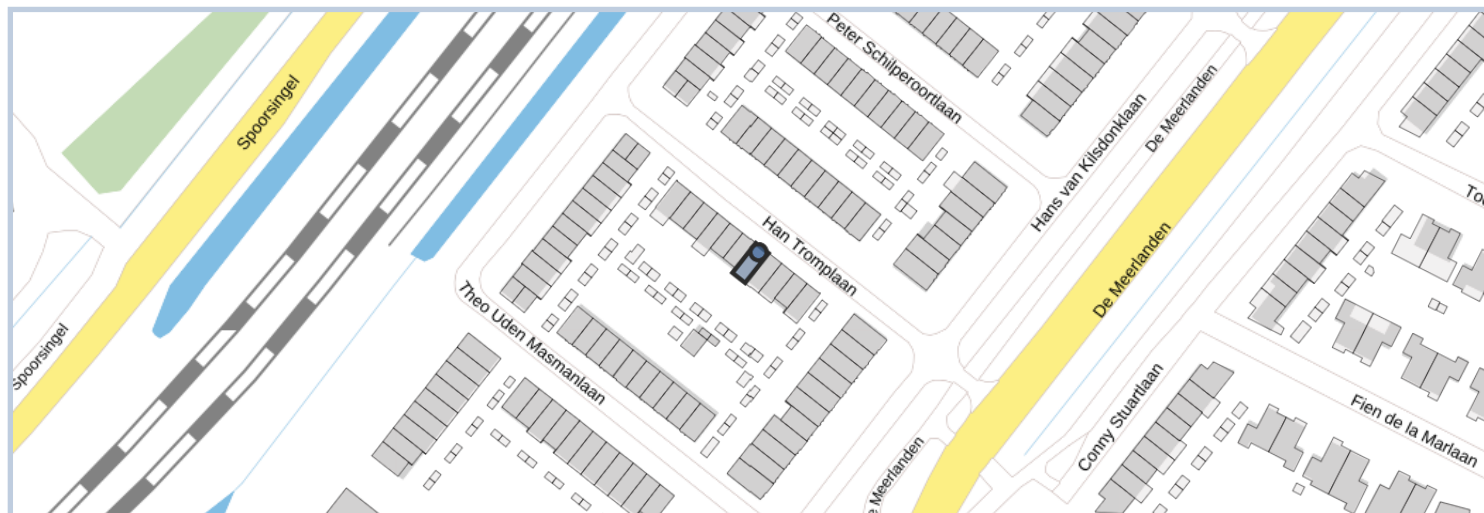 Peter Schilperoortlaan
Spoorsingel
De Meerlanden
Hans van Kilsdonklaan
Han Tromplaan
De Meerlanden
Theo Uden Masmanlaan
Spoorsingel
Conny Stuartlaan
Fien de la Marlaan
Meerlanden